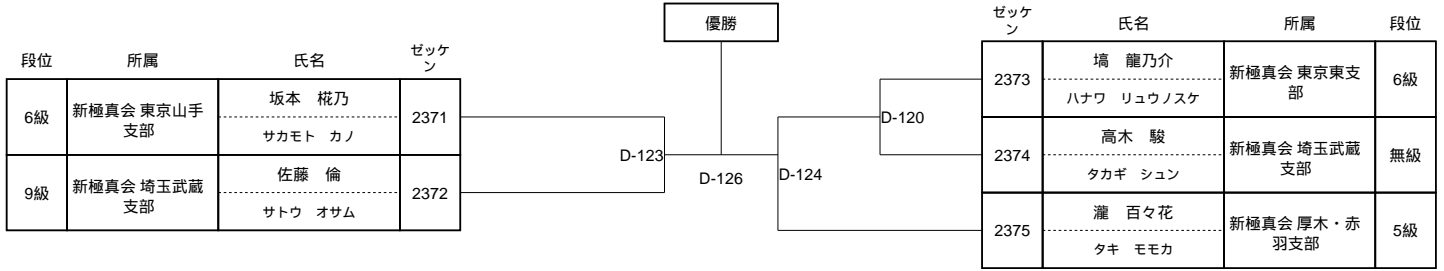 優勝
段位 所属 氏名 ゼッケ
ン
6級 新極真会 東京山手
支部 坂本 椛乃
サカモト カノ 2371
9級 新極真会 埼玉武蔵
支部 佐藤 倫
サトウ オサム 2372
D-123
D-126
D-124
D-120
ゼッケ
ン 氏名 所属 段位
2373 塙 龍乃介
ハナワ リュウノスケ 新極真会 東京東支
部 6級
2374 高木 駿
タカギ シュン 新極真会 埼玉武蔵
支部 無級
2375 瀧 百々花
タキ モモカ 新極真会 厚木・赤
羽支部 5級